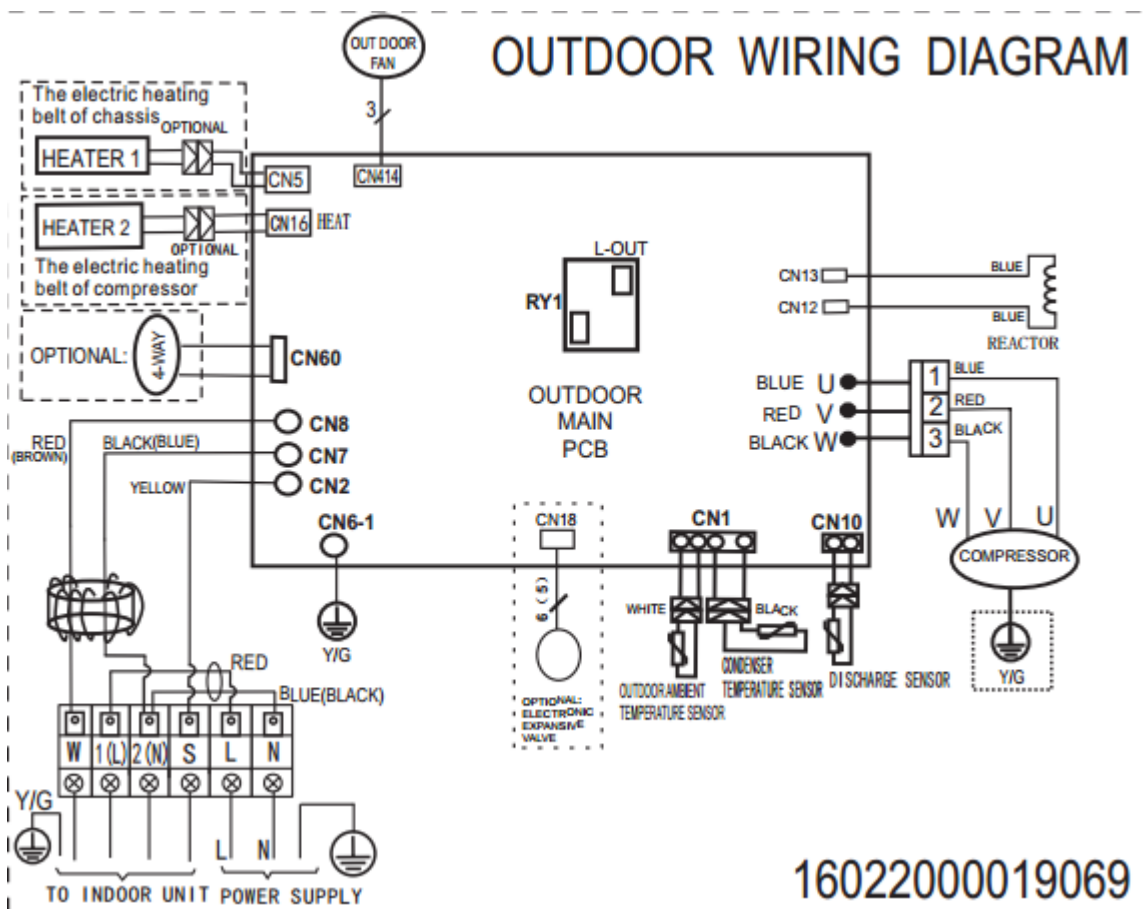 OUTDOOR WIRING DIAGRAM
OUT DOOR
FAN
3
The electric heating
belt of chassis
OPTIONAL
HEATER 1
CN5
CN414
HEATER 2
CN16
HEAT
OPTIONAL
The electric heating
belt of compressor
L-OUT
RY1
CN13
BLUE
CN12
BLUE
REACTOR
OPTIONAL:
4-WAY
CN60
OUTDOOR
MAIN
PCB
BLUE U
RED V
BLACK W
1
BLUE
2
RED
3
BLACK
RED
(BROWN)
BLACK(BLUE)
CN8
CN7
YELLOW
CN2
CN6-1
Y/G
CN18
6 (5)
OPTIONAL:
ELECTRONIC
EXPANSIVE
VALVE
CN1
CN10
WHITE
BLACK
OUTDOOR AMBIENT
TEMPERATURE SENSOR
CONDENSER
TEMPERATURE SENSOR
DISCHARGE SENSOR
W V U
COMPRESSOR
Y/G
RED
BLUE(BLACK)
W 1(L) 2(N) S L N
Y/G
L N
TO INDOOR UNIT POWER SUPPLY
16022000019069